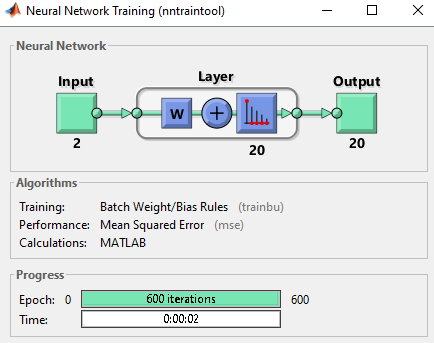 Neural Network Training (nntraintool)
Neural Network
Input
Layer
Output
W
2
20
20
Algorithms
Training: Batch Weight/Bias Rules (trainbu)
Performance: Mean Squared Error (mse)
Calculations: MATLAB
Progress
Epoch: 0 600 iterations 600
Time: 0:00:02